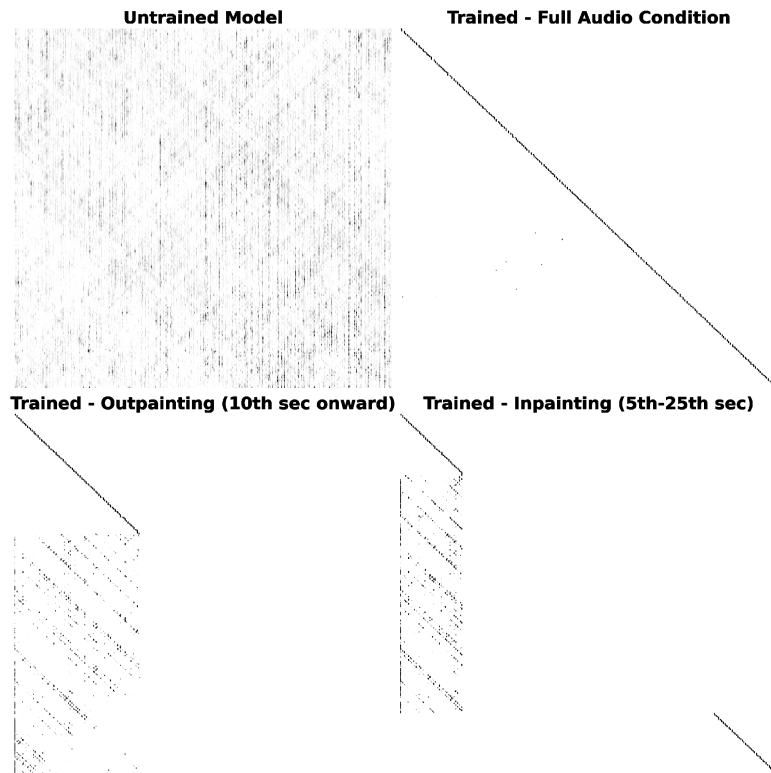 Untrained Model
Trained - Full Audio Condition
Trained - Outpainting (10th sec onward)
Trained - Inpainting (5th-25th sec)